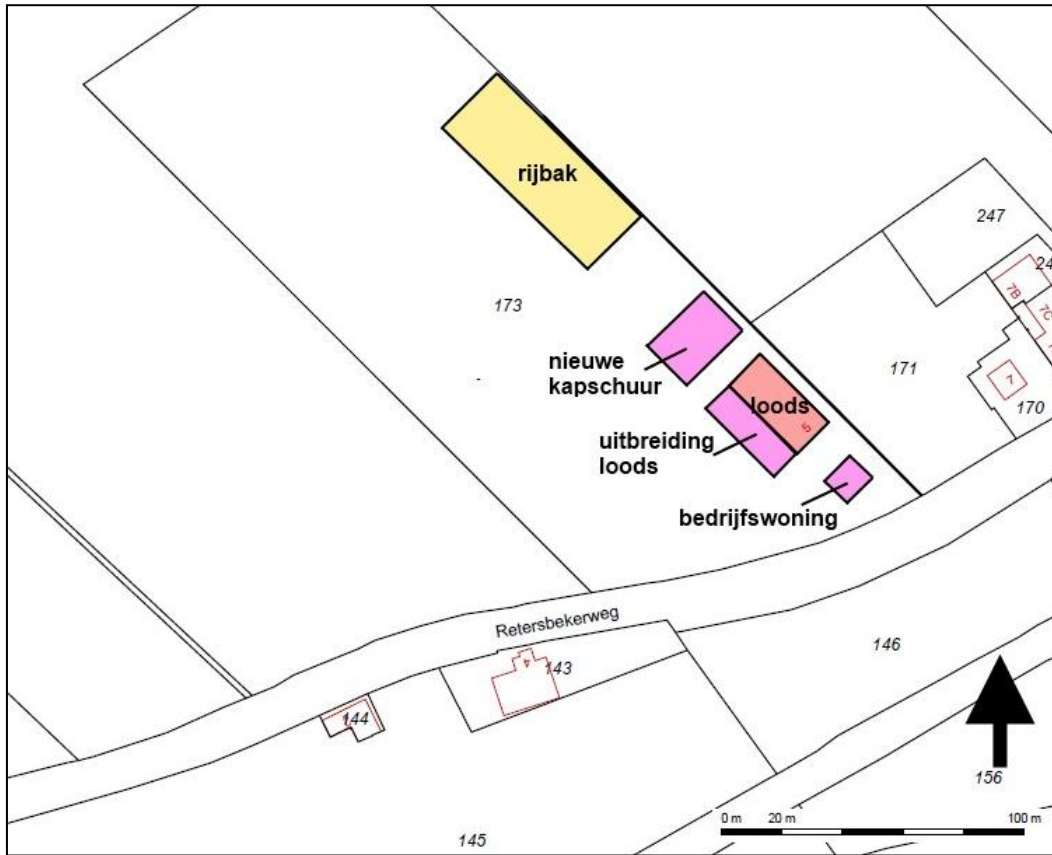 rijbak
247
24
7B
7C
173
nieuwe
kapschuur
171
7
170
loods
5
uitbreiding
loods
bedrijfswoning
Retersbekerweg
4
143
146
144
156
0 m 20 m 100 m
145